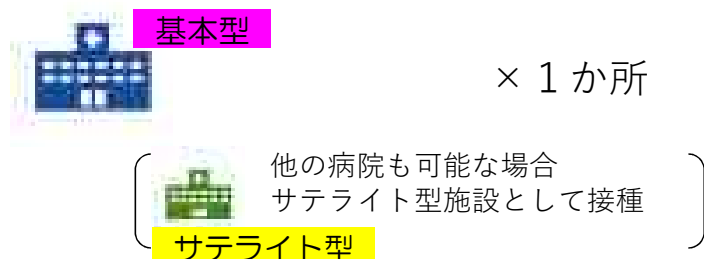 基本型
× 1 か所
他の病院も可能な場合
サテライト型施設として接種
サテライト型